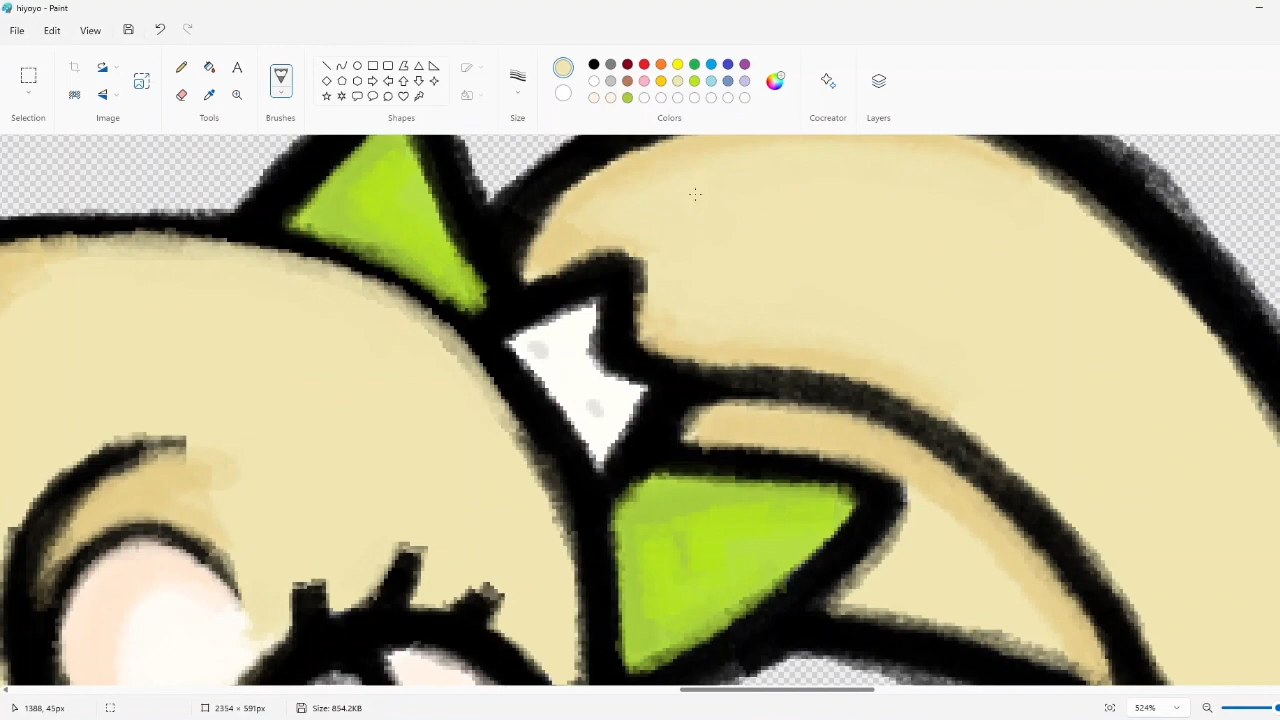 hiyoyo - Paint
File Edit View
A
Selection Image Tools Brushes Shapes Size Colors Cocreator Layers
1388, 45px 2354 × 591px Size: 854.2KB 524%